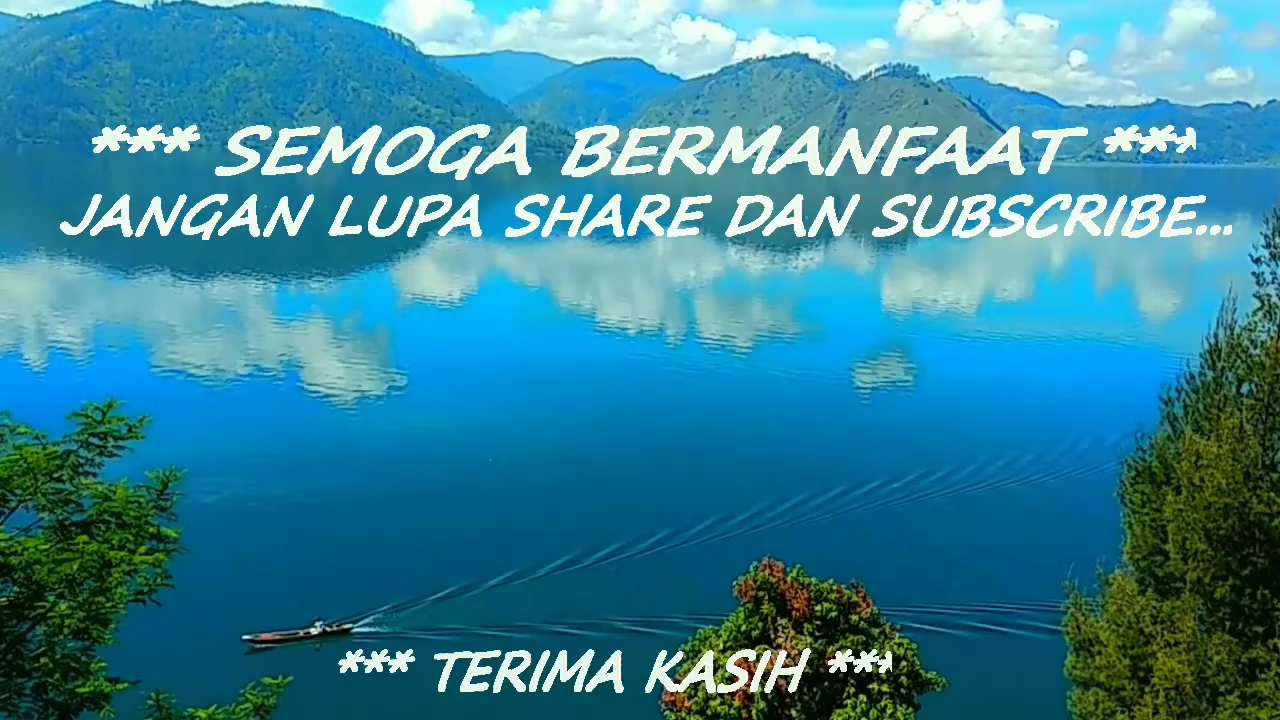 *** SEMOGA BERMANFAAT ***
JANGAN LUPA SHARE DAN SUBSCRIBE...
*** TERIMA KASIH ***